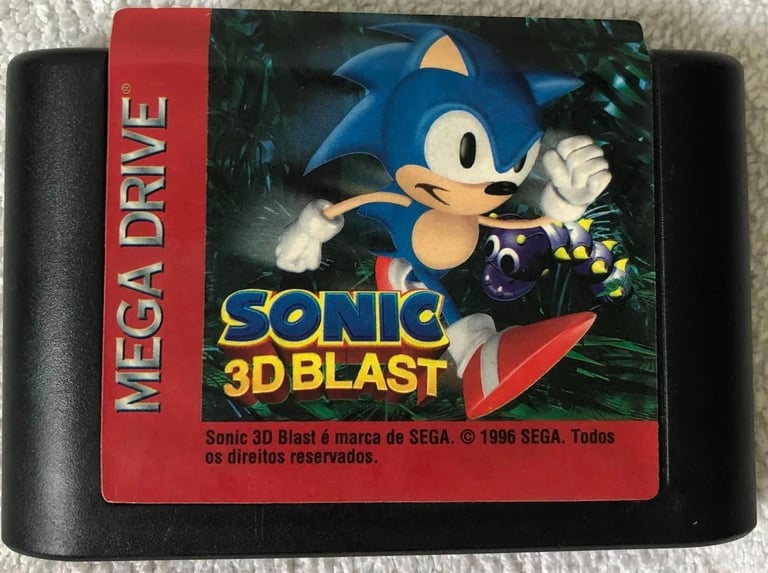 MEGA DRIVE®
SONIC
3D BLAST
Sonic 3D Blast é marca de SEGA. © 1996 SEGA. Todos
os direitos reservados.